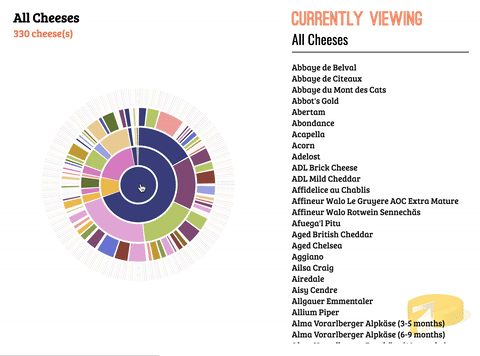 All Cheeses
330 cheese(s)
CURRENTLY VIEWING
All Cheeses
Abbaye de Belval
Abbaye de Citeaux
Abbaye du Mont des Cats
Abbot's Gold
Abertam
Abondance
Acapella
Acorn
Adelost
ADL Brick Cheese
ADL Mild Cheddar
Affidelice au Chablis
Affineur Walo Le Gruyere AOC Extra Mature
Affineur Walo Rotwein Sennechäs
Afuega'l Pitu
Aged British Cheddar
Aged Chelsea
Aggiano
Ailsa Craig
Airedale
Aisy Cendre
Allgauer Emmentaler
Allium Piper
Alma Vorarlberger Alpkäse (3-5 months)
Alma Vorarlberger Alpkäse (6-9 months)